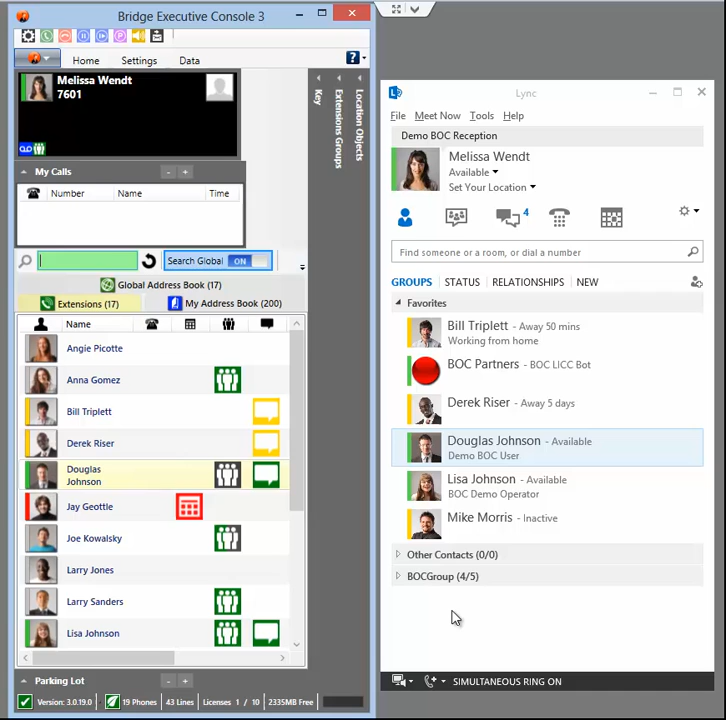 Bridge Executive Console 3
Home Settings Data
Melissa Wendt
7601
Key
Extensions Groups
Location Objects
My Calls - +
Number Name Time
Search Global ON
Global Address Book (17)
Extensions (17) My Address Book (200)
Name
Angie Picotte
Anna Gomez
Bill Triplett
Derek Riser
Douglas
Johnson
Jay Geottle
Joe Kowalsky
Larry Jones
Larry Sanders
Lisa Johnson
Parking Lot - +
Version: 3.0.19.0 19 Phones 43 Lines Licenses 1 / 10 2335MB Free
Lync
File Meet Now Tools Help
Demo BOC Reception
Melissa Wendt
Available
Set Your Location
4
Find someone or a room, or dial a number
GROUPS STATUS RELATIONSHIPS NEW
Favorites
Bill Triplett - Away 50 mins
Working from home
BOC Partners - BOC LICC Bot
Derek Riser - Away 5 days
Douglas Johnson - Available
Demo BOC User
Lisa Johnson - Available
BOC Demo Operator
Mike Morris - Inactive
Other Contacts (0/0)
BOCGroup (4/5)
SIMULTANEOUS RING ON